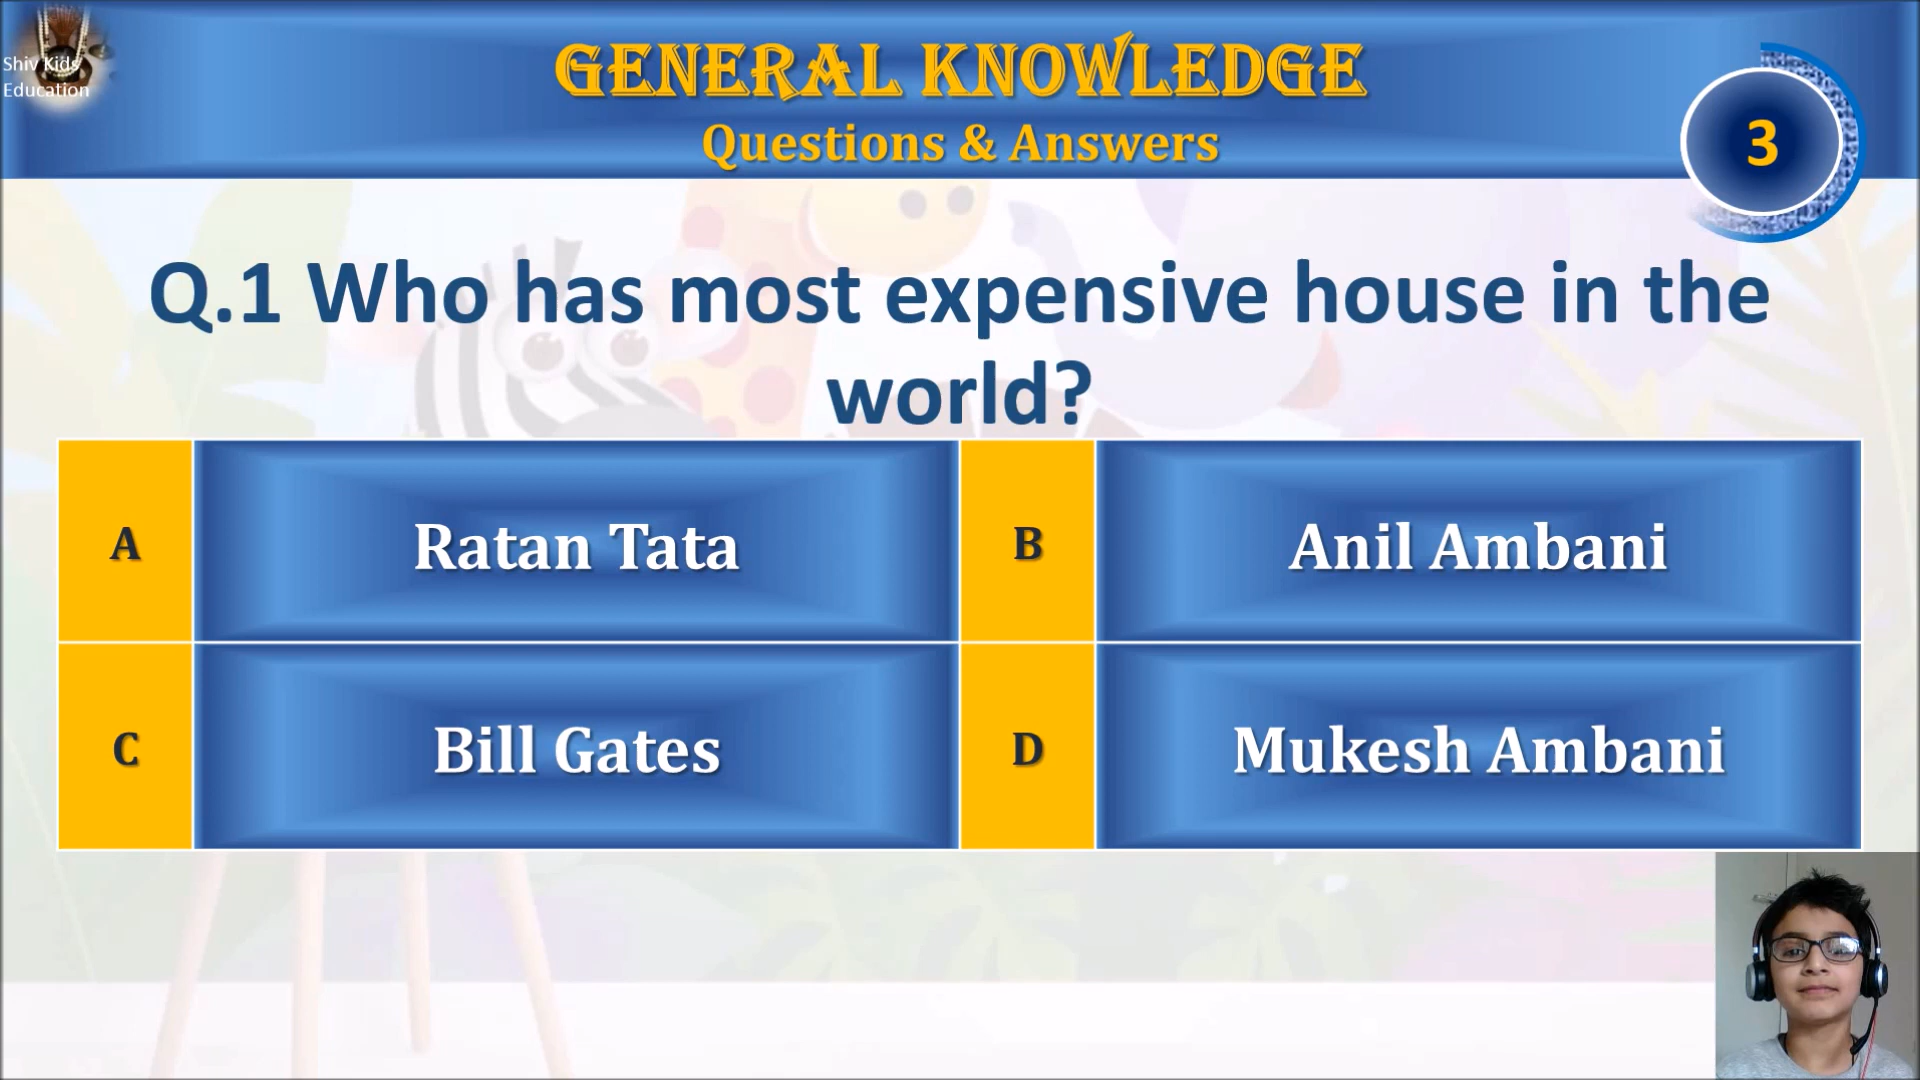 Shiv Kids
Education
GENERAL KNOWLEDGE
Questions & Answers
3
Q.1 Who has most expensive house in the
world?
A
Ratan Tata
B
Anil Ambani
C
Bill Gates
D
Mukesh Ambani